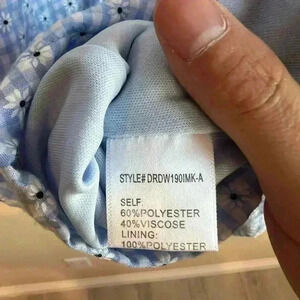 STYLE# DRDW190IMK-A
SELF:
60%POLYESTER
40%VISCOSE
LINING:
100%POLYESTER